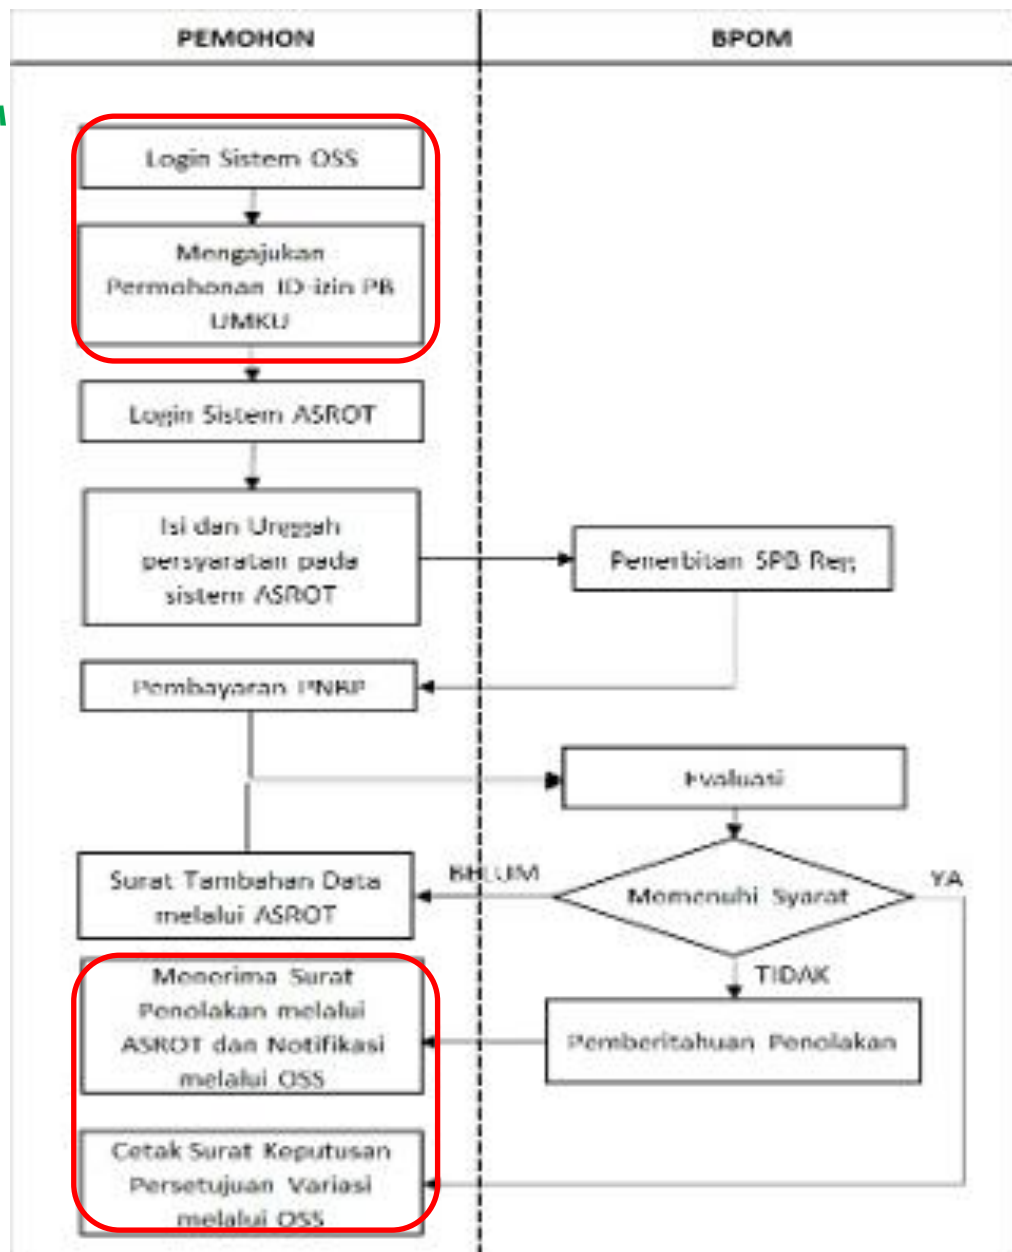 PEMOHON
BPOM
Login Sistem OSS
Mengajukan
Permohonan ID-izin PB
UMKU
Login Sistem ASROT
Isi dan Unggah
persyaratan pada
sistem ASROT
Penerbitan SPB Reg
Pembayaran PNBP
Evaluasi
Surat Tambahan Data
melalui ASROT
BELUM
Momenuhi Syarat
YA
TIDAK
Menerima Surat
Penolakan melalui
ASROT dan Notifikasi
melalui OSS
Pemberitahuan Penolakan
Cetak Surat Keputusan
Persetujuan Variasi
melalui OSS